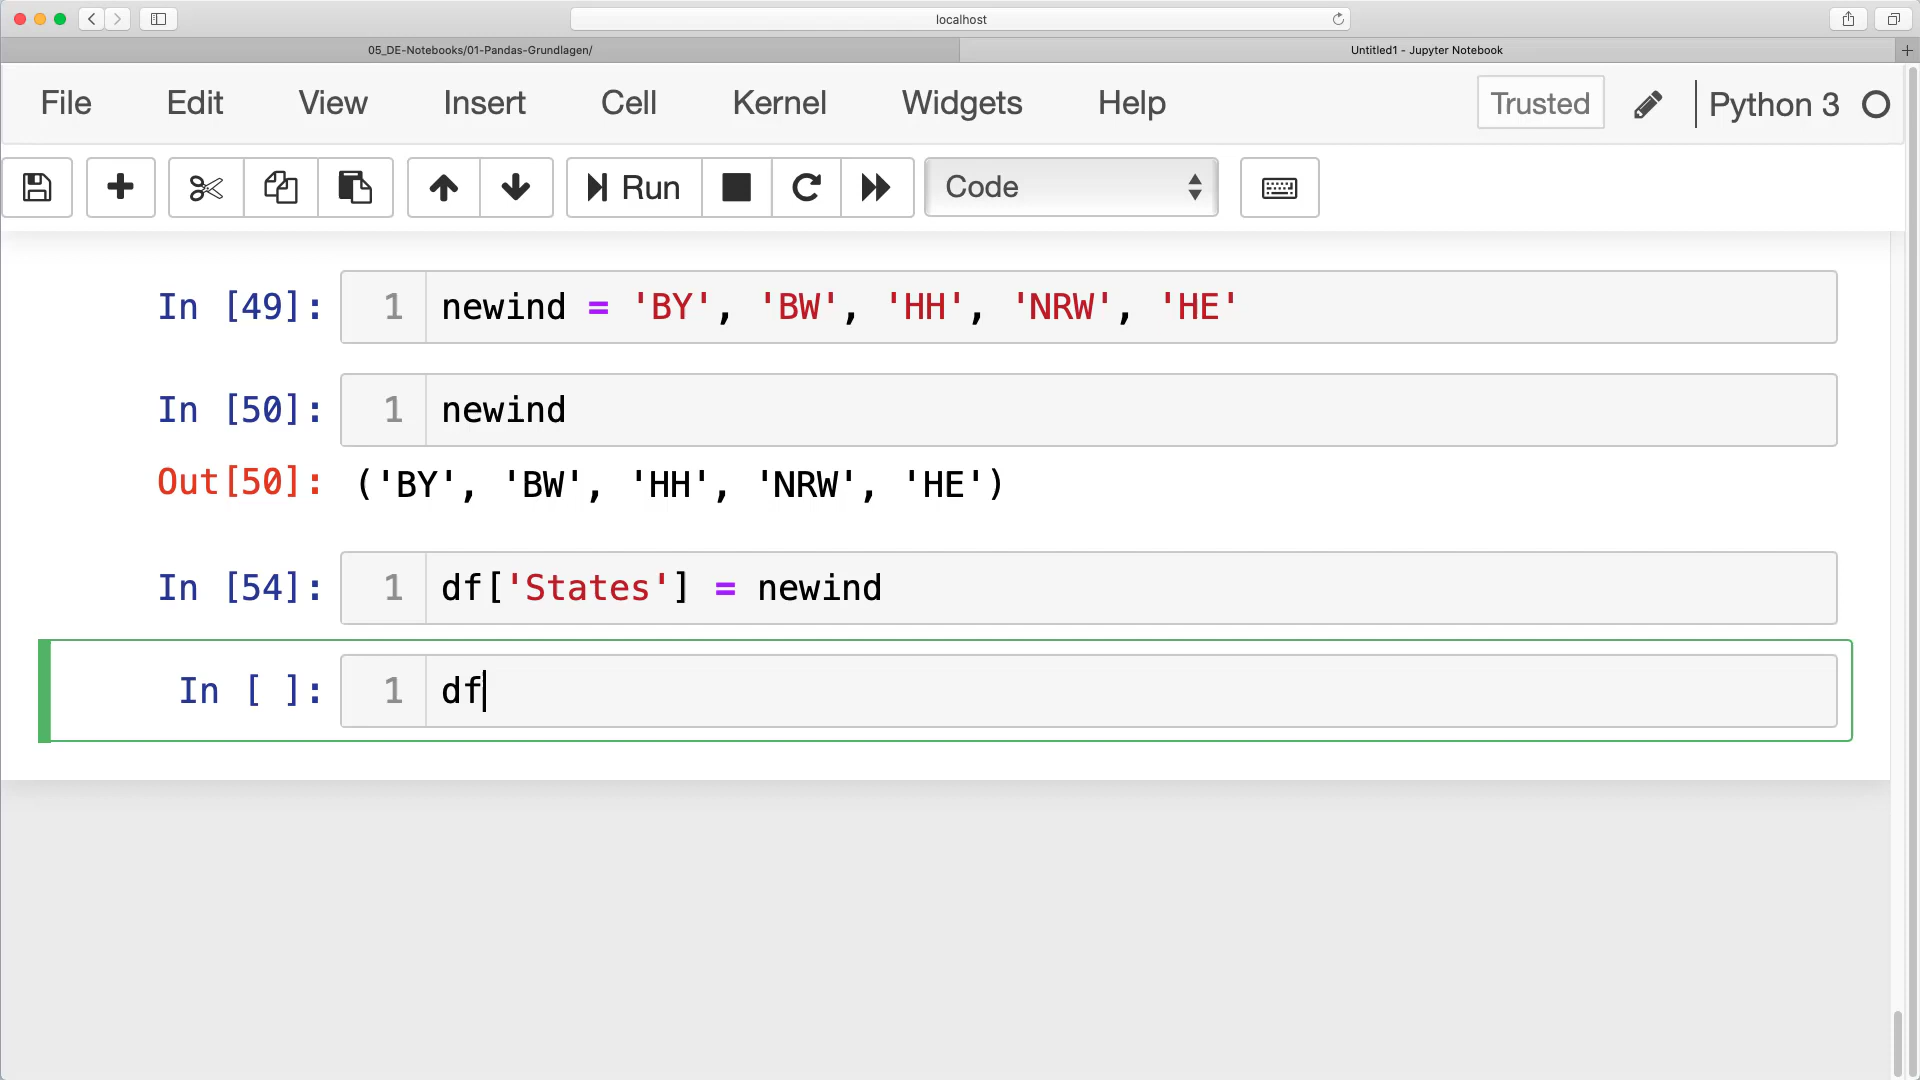 localhost
05_DE-Notebooks/01-Pandas-Grundlagen/
Untitled1 - Jupyter Notebook
File Edit View Insert Cell Kernel Widgets Help Trusted Python 3
Run Code
In [49]: 1 newind = 'BY', 'BW', 'HH', 'NRW', 'HE'
In [50]: 1 newind
Out[50]: ('BY', 'BW', 'HH', 'NRW', 'HE')
In [54]: 1 df['States'] = newind
In [ ]: 1 df